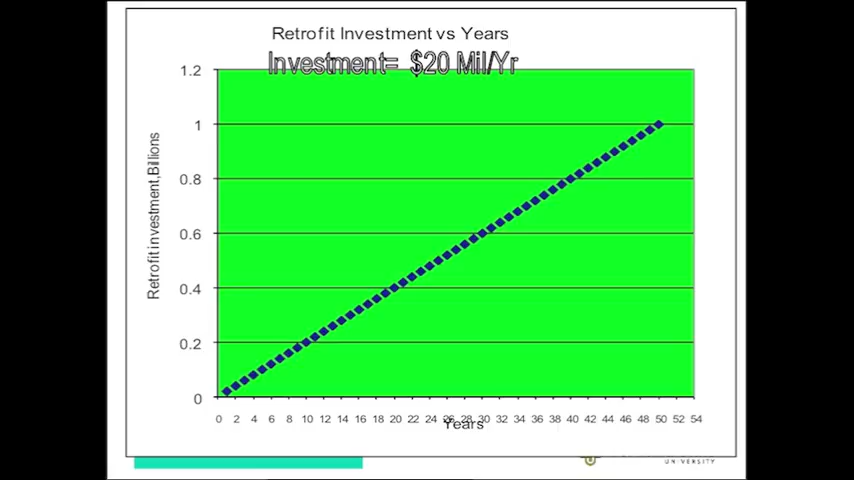 Retrofit Investment vs Years
Investment= $20 Mil/Yr
1.2
1
0.8
0.6
0.4
0.2
0
Retrofit investment,Billions
0 2 4 6 8 10 12 14 16 18 20 22 24 26 28 30 32 34 36 38 40 42 44 46 48 50 52 54
Years
UNIVERSITY